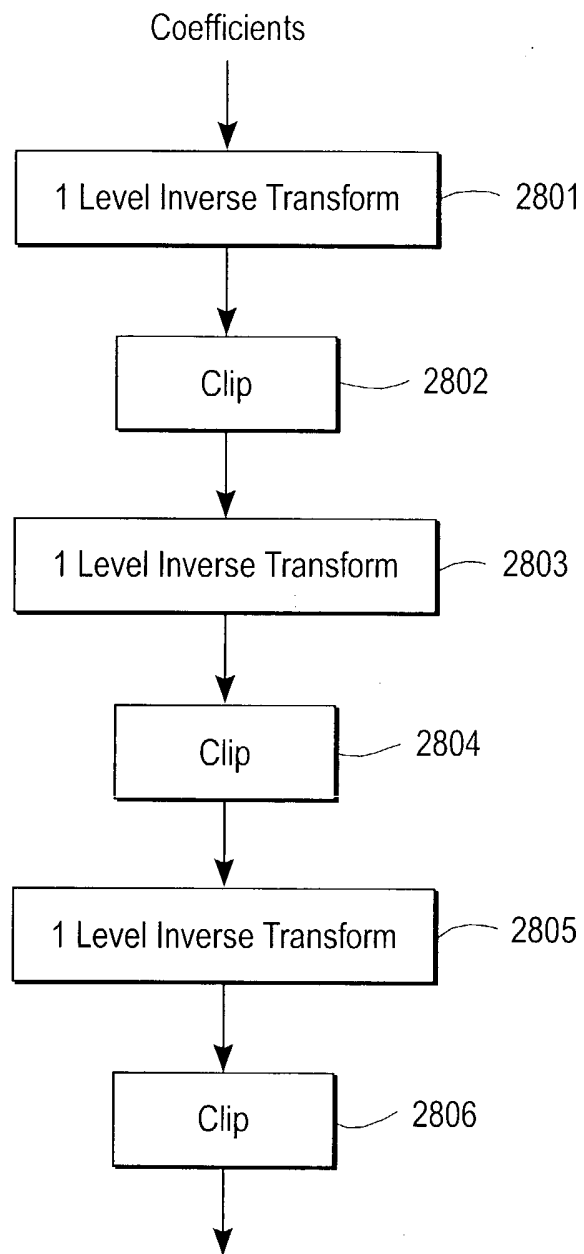 Coefficients
1 Level Inverse Transform 2801
Clip 2802
1 Level Inverse Transform 2803
Clip 2804
1 Level Inverse Transform 2805
Clip 2806